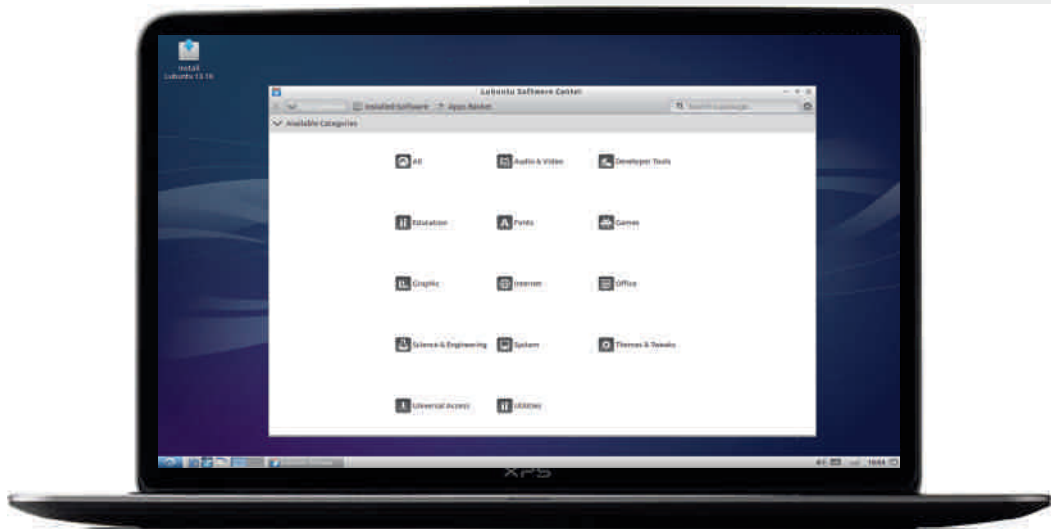 Install
Lubuntu 13.10
Lubuntu Software Center
Installed Software Apps Basket
Available Categories
All Audio & Video Developer Tools
Education Fonts Games
Graphic Internet Office
Science & Engineering System Themes & Tweaks
Universal Access Utilities
XPS